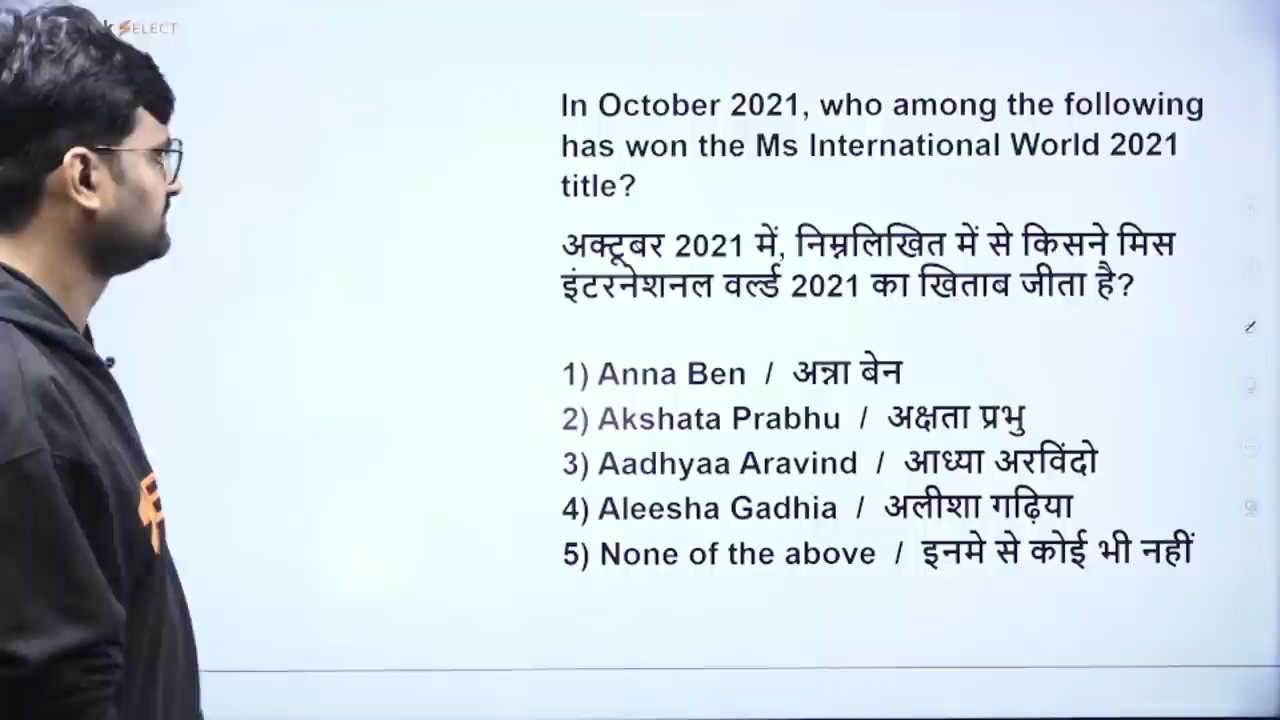 SELECT
In October 2021, who among the following
has won the Ms International World 2021
title?
अक्टूबर 2021 में, निम्नलिखित में से किसने मिस
इंटरनेशनल वर्ल्ड 2021 का खिताब जीता है?
1) Anna Ben / अन्ना बेन
2) Akshata Prabhu / अक्षता प्रभु
3) Aadhyaa Aravind / आध्या अरविंदो
4) Aleesha Gadhia / अलीशा गढ़िया
5) None of the above / इनमे से कोई भी नहीं